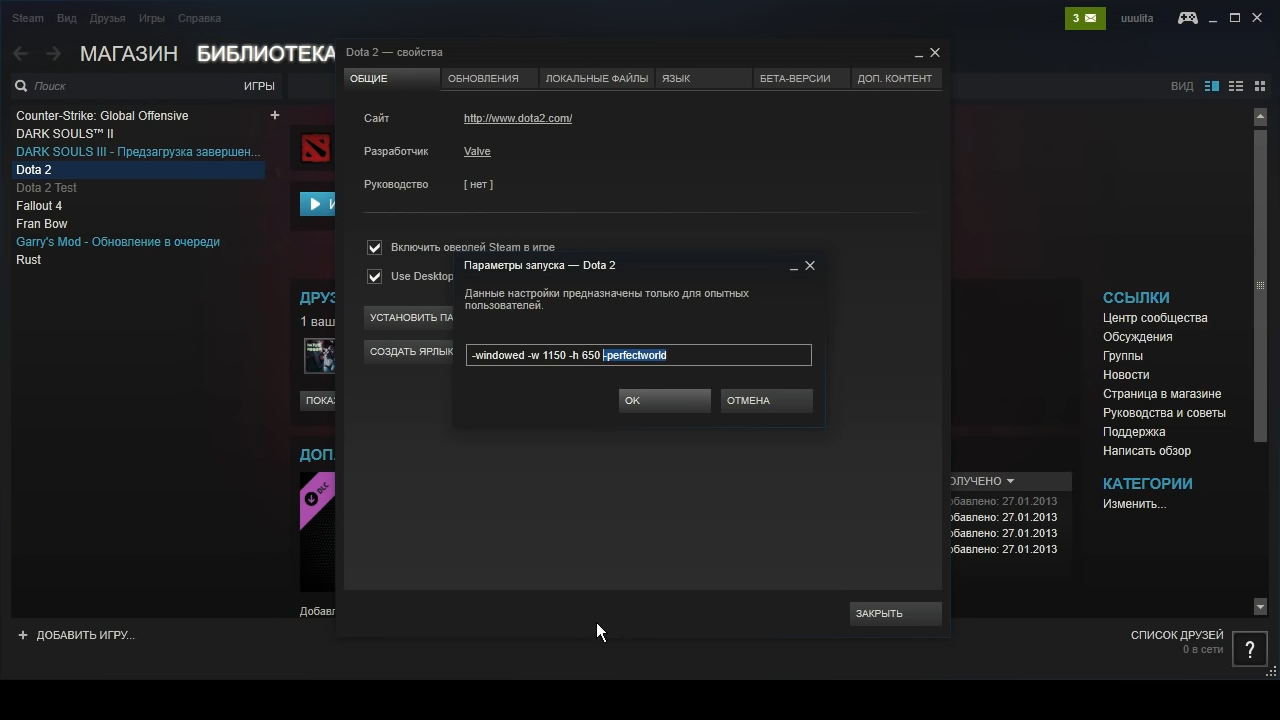 Steam Вид Друзья Игры Справка
3
uuulita
МАГАЗИН БИБЛИОТЕКА
Dota 2 — свойства
Поиск
ИГРЫ
ВИД
ОБЩИЕ ОБНОВЛЕНИЯ ЛОКАЛЬНЫЕ ФАЙЛЫ ЯЗЫК БЕТА-ВЕРСИИ ДОП. КОНТЕНТ
Counter-Strike: Global Offensive
DARK SOULS™ II
DARK SOULS III - Предзагрузка завершен...
Dota 2
Dota 2 Test
Fallout 4
Fran Bow
Garry's Mod - Обновление в очереди
Rust
Сайт http://www.dota2.com/
Разработчик Valve
Руководство [ нет ]
Включить оверлей Steam в игре
Use Desktop
УСТАНОВИТЬ ПА
СОЗДАТЬ ЯРЛЫК
Параметры запуска — Dota 2
Данные настройки предназначены только для опытных
пользователей.
-windowed -w 1150 -h 650 -perfectworld
OK ОТМЕНА
ДРУЗ
1 ваш
ПОКАЗ
ДОП.
DLC
Добавл
ОЛУЧЕНО
обавлено: 27.01.2013
обавлено: 27.01.2013
обавлено: 27.01.2013
обавлено: 27.01.2013
ЗАКРЫТЬ
ССЫЛКИ
Центр сообщества
Обсуждения
Группы
Новости
Страница в магазине
Руководства и советы
Поддержка
Написать обзор
КАТЕГОРИИ
Изменить...
+ ДОБАВИТЬ ИГРУ...
СПИСОК ДРУЗЕЙ
0 в сети
?